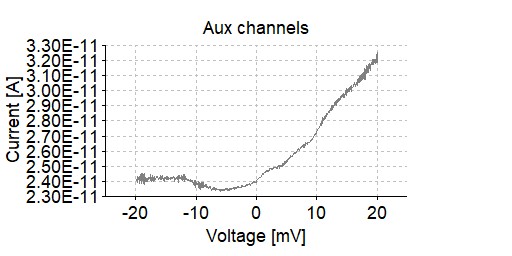 Aux channels
3.30E-11
3.20E-11
3.10E-11
3.00E-11
2.90E-11
2.80E-11
2.70E-11
2.60E-11
2.50E-11
2.40E-11
2.30E-11
Current [A]
-20 -10 0 10 20
Voltage [mV]